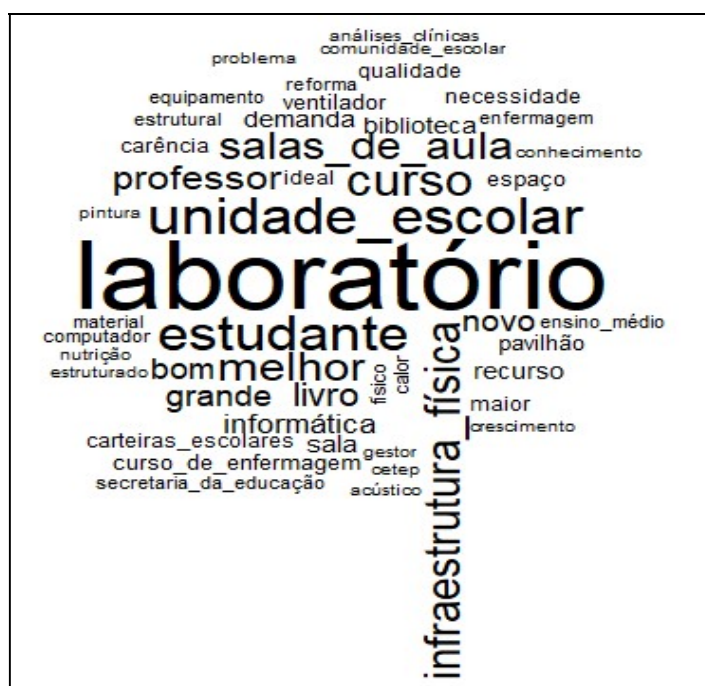 análises_clínicas
comunidade_escolar
problema
qualidade
reforma
equipamento ventilador necessidade
estrutural demanda biblioteca enfermagem
carência salas_de_aula conhecimento
professor ideal curso espaço
pintura unidade_escolar
laboratório
material estudante novo ensino_médio
computador pavilhão
nutrição
estruturado bom melhor físico calor recurso
grande livro maior
informática crescimento
carteiras_escolares sala gestor
curso_de_enfermagem cetep
secretaria_da_educação acústico
infraestrutura_física